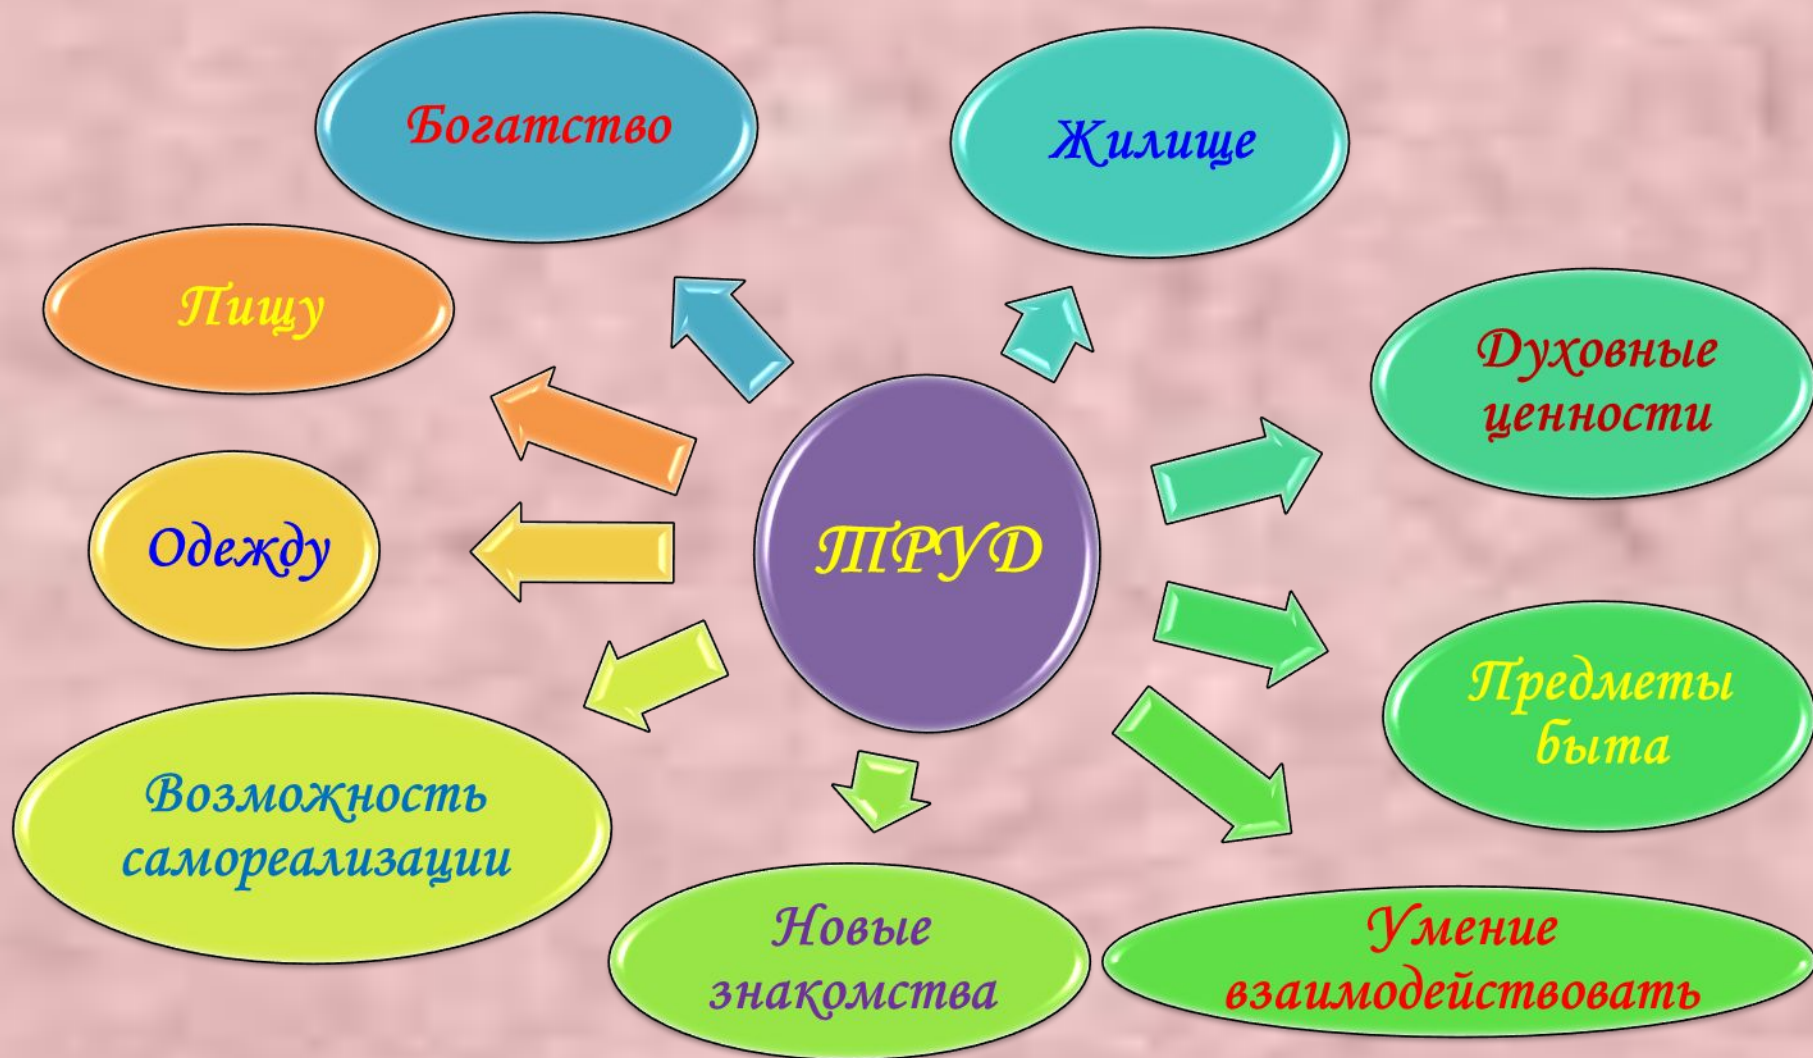 Богатство
Жилище
Пищу
Духовные
ценности
Одежду
ТРУД
Предметы
быта
Возможность
самореализации
Новые
знакомства
Умение
взаимодействовать